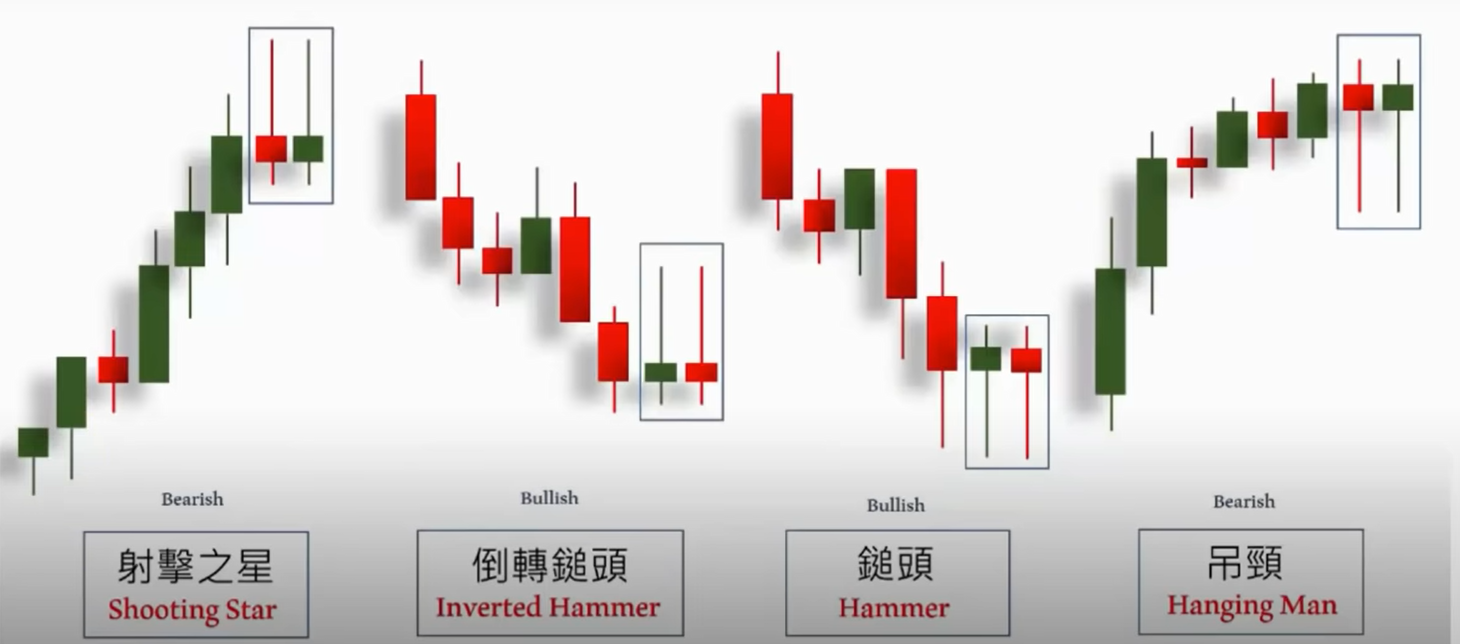 Bearish
射擊之星
Shooting Star
Bullish
倒轉鎚頭
Inverted Hammer
Bullish
鎚頭
Hammer
Bearish
吊頸
Hanging Man